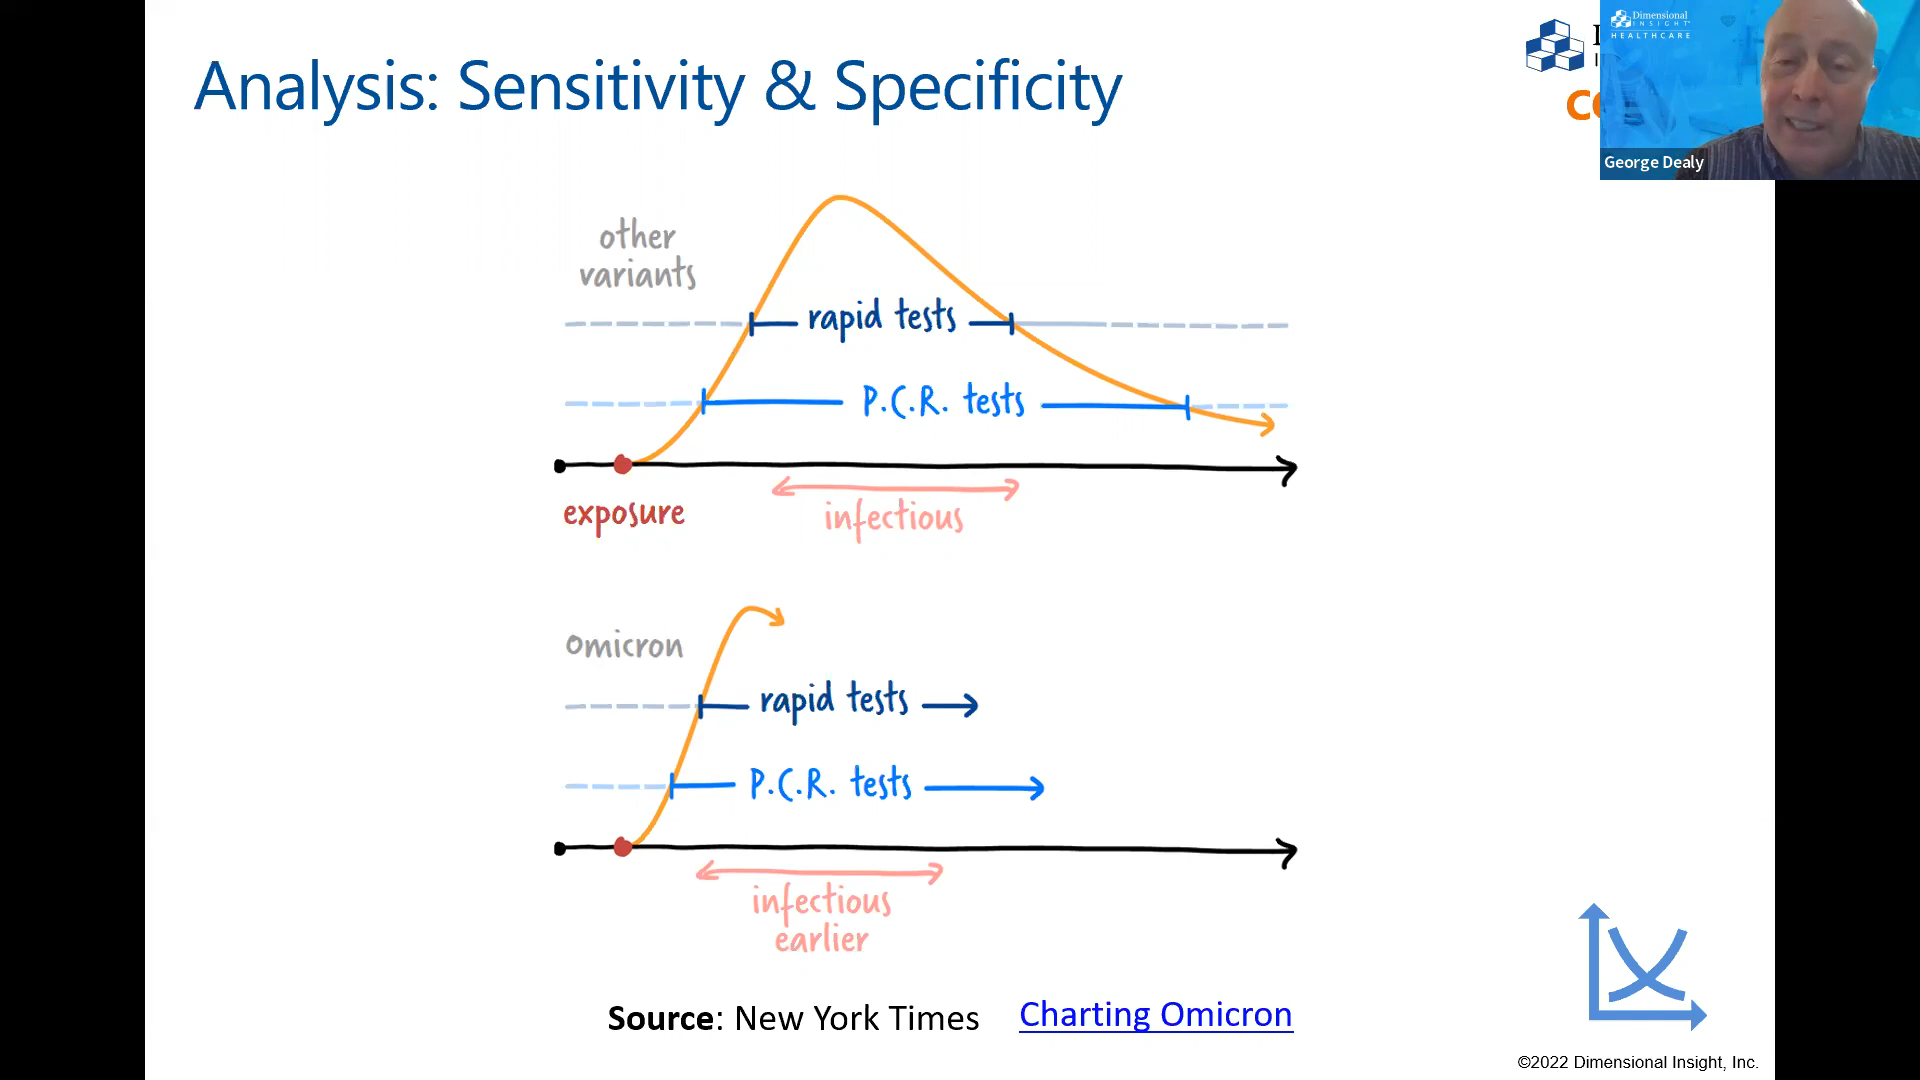 Analysis: Sensitivity & Specificity
Dimensional
INSIGHT
HEALTHCARE
George Dealy
other
variants
rapid tests
P.C.R. tests
exposure
infectious
omicron
rapid tests
P.C.R. tests
infectious
earlier
Source: New York Times Charting Omicron
©2022 Dimensional Insight, Inc.